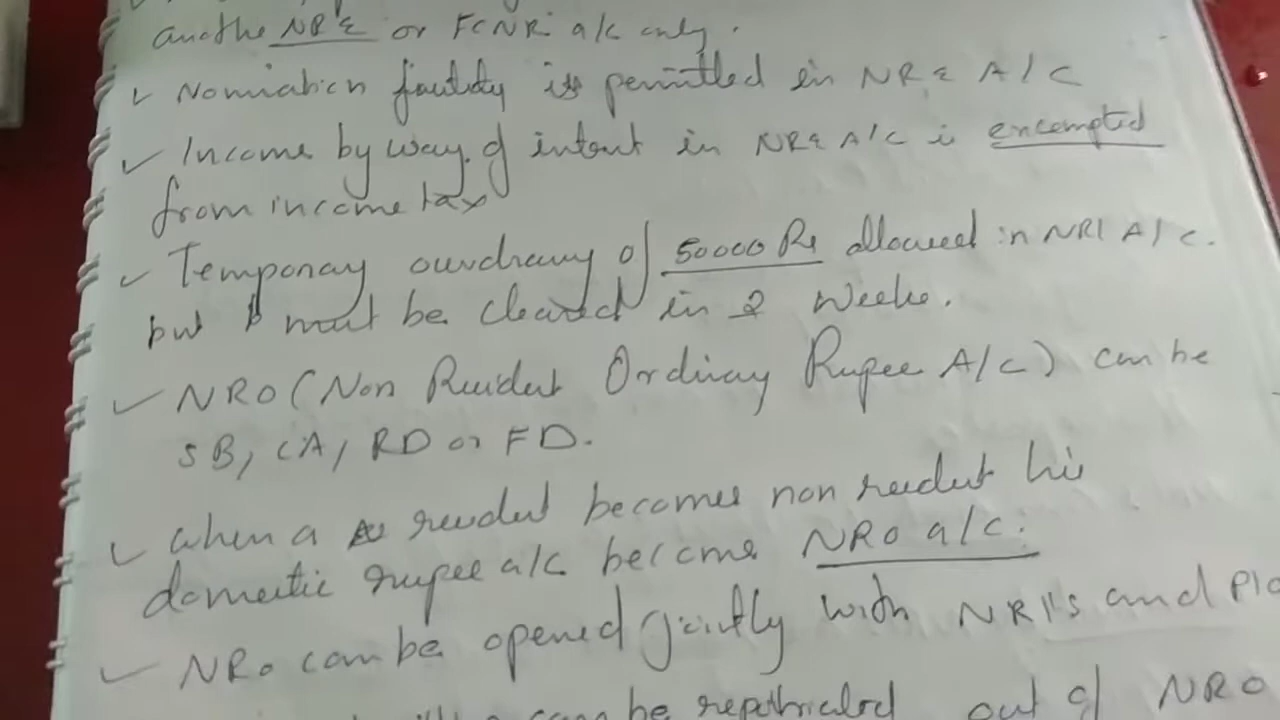 another NRE or FCNR a/c only.
Nomination facility is permitted in NRE A/C
Income by way of interest in NRE A/C is exempted
from income tax
Temporary overdraw of 50000 Rs allowed in NRI A/C.
but must be cleared in 2 weeks.
NRO (Non Resident Ordinary Rupee A/C) can be
SB, CA, RD or FD.
when a resident becomes non resident his
domestic rupee a/c become NRO a/c.
NRO can be opened jointly with NRI's and PIO
can be repatriated out of NRO